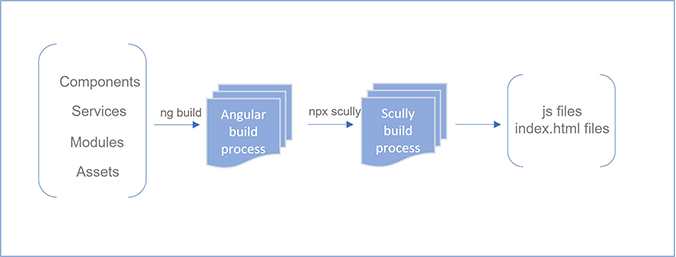 Components
Services
Modules
Assets
ng build
Angular
build
process
npx scully
Scully
build
process
js files
index.html files